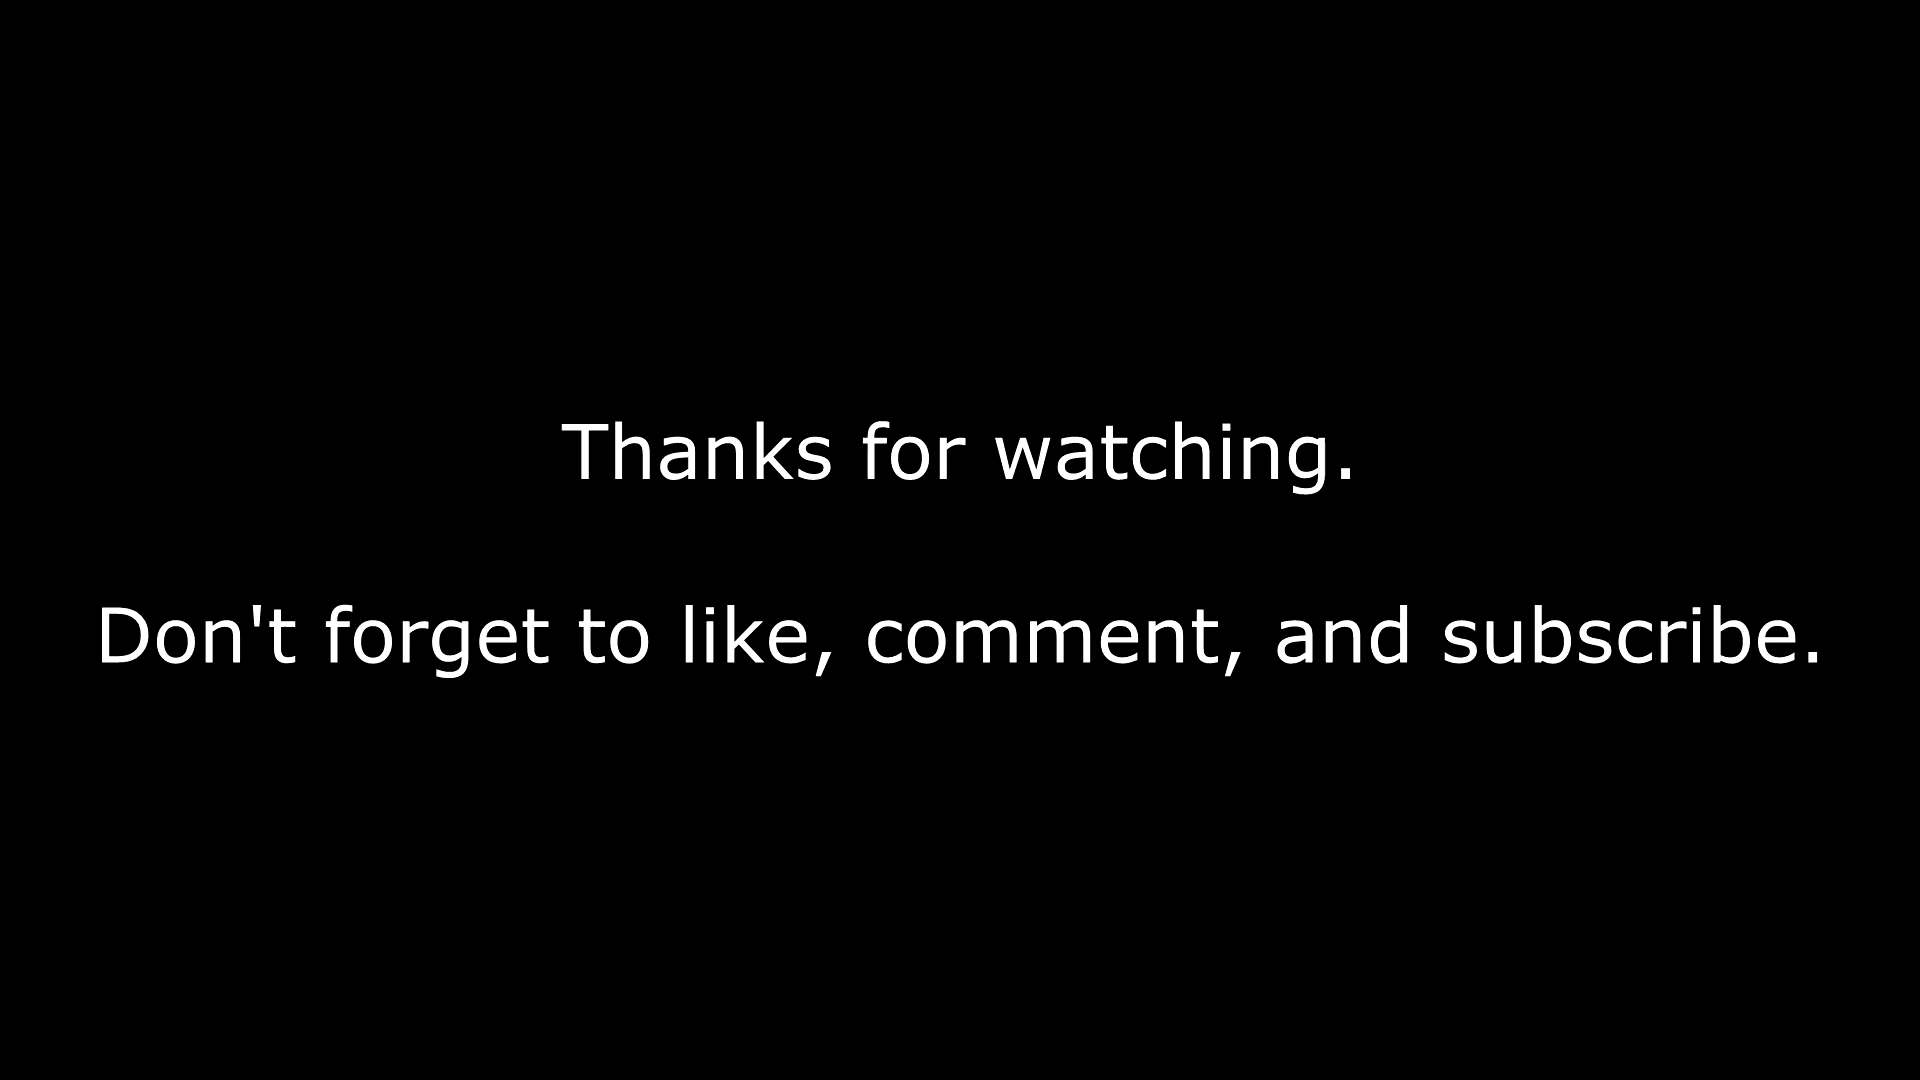 Thanks for watching.
Don't forget to like, comment, and subscribe.